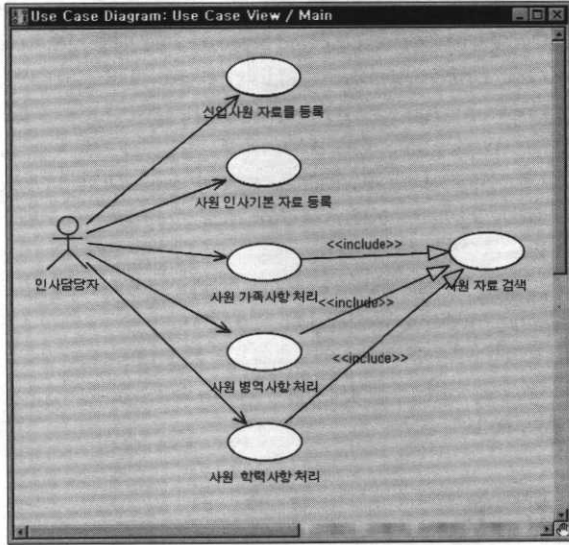 Use Case Diagram: Use Case View / Main
신입사원 자료를 등록
사원 인사기본 자료 등록
인사담당자
<<include>>
사원 가족사항 처리
사원 자료 검색
<<include>>
사원 병역사항 처리
<<include>>
사원 학력사항 처리